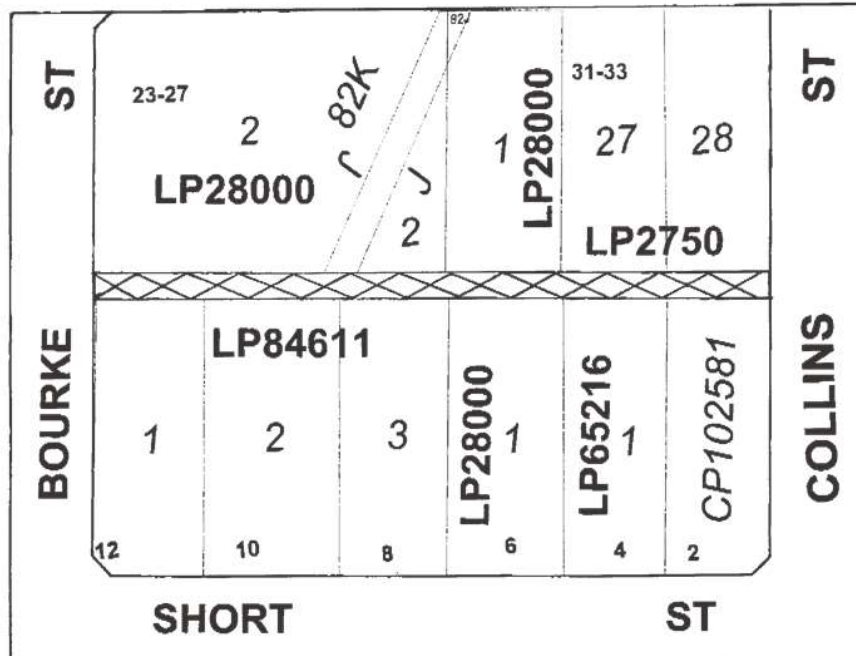 82J
ST
23-27
2
LP28000
82K
J
J
2
1
LP28000
31-33
27
28
LP2750
ST
BOURKE
LP84611
1
2
3
LP28000
1
LP65216
1
CP102581
COLLINS
12
10
8
6
4
2
SHORT
ST